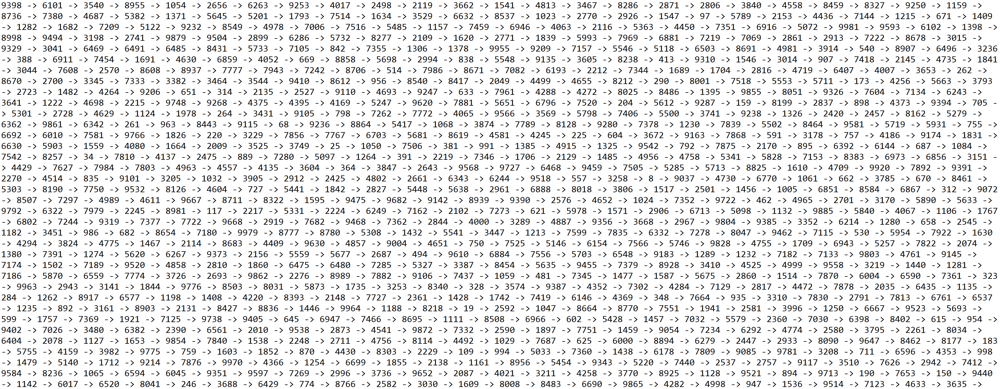 9398 -> 6101 -> 3540 -> 8955 -> 1054 -> 2656 -> 6263 -> 9253 -> 4017 -> 2498 -> 2119 -> 3662 -> 1541 -> 4813 -> 3467 -> 8286 -> 2871 -> 2806 -> 3840 -> 4558 -> 8459 -> 8327 -> 9250 -> 1159 ->
8736 -> 7380 -> 4687 -> 5382 -> 1371 -> 5645 -> 5201 -> 1793 -> 7514 -> 1634 -> 3529 -> 6632 -> 8537 -> 1023 -> 2770 -> 2926 -> 1547 -> 97 -> 5789 -> 2153 -> 4436 -> 7144 -> 1215 -> 671 -> 1409
-> 1282 -> 1682 -> 7209 -> 5122 -> 9232 -> 8549 -> 4978 -> 7006 -> 7516 -> 5485 -> 1157 -> 7459 -> 6946 -> 4063 -> 2116 -> 5363 -> 4450 -> 7351 -> 6916 -> 5072 -> 9981 -> 9593 -> 6102 -> 1398 ->
8998 -> 9494 -> 3198 -> 2741 -> 9879 -> 9504 -> 2899 -> 6286 -> 5732 -> 8277 -> 2109 -> 1620 -> 2771 -> 1839 -> 5993 -> 7969 -> 6881 -> 7219 -> 7069 -> 2861 -> 2913 -> 7222 -> 8678 -> 3015 ->
9329 -> 3041 -> 6469 -> 6491 -> 6485 -> 8431 -> 5733 -> 7105 -> 842 -> 7355 -> 1306 -> 1378 -> 9955 -> 9209 -> 7157 -> 5546 -> 5118 -> 6503 -> 8691 -> 4981 -> 3914 -> 540 -> 8907 -> 6496 -> 3236
-> 388 -> 6911 -> 7454 -> 1691 -> 4630 -> 6859 -> 4052 -> 669 -> 8858 -> 5698 -> 2994 -> 838 -> 5548 -> 9135 -> 3605 -> 8238 -> 413 -> 9310 -> 1546 -> 3014 -> 907 -> 7418 -> 2145 -> 4735 -> 1841
-> 3044 -> 7608 -> 2570 -> 8608 -> 8937 -> 7777 -> 7943 -> 7242 -> 8706 -> 514 -> 7986 -> 8671 -> 7082 -> 6193 -> 2212 -> 7344 -> 1689 -> 1704 -> 2816 -> 4719 -> 6407 -> 4007 -> 3653 -> 262 ->
8670 -> 2700 -> 3345 -> 7333 -> 3382 -> 3464 -> 3544 -> 9410 -> 8612 -> 956 -> 8540 -> 8417 -> 2049 -> 4499 -> 4655 -> 8212 -> 290 -> 8001 -> 7518 -> 5553 -> 5711 -> 173 -> 4256 -> 5663 -> 3793
-> 2723 -> 1482 -> 4264 -> 9206 -> 651 -> 314 -> 2135 -> 2527 -> 9110 -> 4693 -> 9247 -> 633 -> 7961 -> 4288 -> 4272 -> 8025 -> 8486 -> 1395 -> 9855 -> 8051 -> 9326 -> 7604 -> 7134 -> 6243 ->
3641 -> 1222 -> 4698 -> 2215 -> 9748 -> 9268 -> 4375 -> 4395 -> 4169 -> 5247 -> 9620 -> 7881 -> 5651 -> 6796 -> 7520 -> 204 -> 5612 -> 9287 -> 159 -> 8199 -> 2837 -> 898 -> 4373 -> 9394 -> 705 -
> 5301 -> 2728 -> 4629 -> 1124 -> 1978 -> 264 -> 3431 -> 9105 -> 798 -> 7262 -> 7772 -> 4065 -> 9566 -> 3569 -> 5798 -> 7406 -> 5500 -> 3741 -> 9238 -> 1326 -> 2420 -> 2457 -> 8162 -> 5279 ->
6362 -> 9861 -> 6342 -> 261 -> 963 -> 8443 -> 9115 -> 68 -> 9236 -> 8864 -> 5417 -> 1068 -> 3874 -> 7789 -> 8128 -> 9280 -> 7378 -> 1230 -> 7839 -> 5502 -> 8464 -> 9581 -> 5719 -> 5931 -> 755 ->
6692 -> 6010 -> 7581 -> 9766 -> 1826 -> 220 -> 3229 -> 7856 -> 7767 -> 6703 -> 5681 -> 8619 -> 4581 -> 4245 -> 225 -> 604 -> 3672 -> 9163 -> 7868 -> 591 -> 3178 -> 757 -> 4186 -> 9174 -> 1831 ->
6630 -> 5903 -> 1559 -> 4080 -> 1664 -> 2009 -> 3525 -> 3749 -> 25 -> 1050 -> 7506 -> 381 -> 991 -> 1385 -> 4915 -> 1325 -> 9542 -> 792 -> 7875 -> 2170 -> 895 -> 6392 -> 6144 -> 687 -> 1084 ->
7542 -> 8257 -> 34 -> 7810 -> 4137 -> 2475 -> 889 -> 7280 -> 5097 -> 1264 -> 391 -> 2219 -> 7346 -> 1706 -> 2129 -> 1485 -> 4956 -> 4758 -> 5341 -> 5828 -> 7153 -> 8383 -> 6973 -> 6856 -> 3151 -
> 4429 -> 7627 -> 7984 -> 7803 -> 4963 -> 4557 -> 4135 -> 3604 -> 364 -> 3847 -> 2643 -> 9568 -> 9727 -> 6468 -> 9459 -> 7505 -> 5285 -> 5713 -> 8825 -> 1610 -> 4709 -> 9920 -> 7892 -> 9391 ->
2270 -> 4514 -> 835 -> 9101 -> 3205 -> 1032 -> 3905 -> 2912 -> 2425 -> 4802 -> 2661 -> 6343 -> 6244 -> 9518 -> 557 -> 3258 -> 8 -> 9037 -> 4730 -> 6770 -> 1061 -> 662 -> 3785 -> 670 -> 8461 ->
5303 -> 8190 -> 7750 -> 9532 -> 8126 -> 4604 -> 727 -> 5441 -> 1842 -> 2827 -> 5448 -> 5638 -> 2961 -> 6888 -> 8018 -> 3806 -> 1517 -> 2501 -> 1456 -> 1005 -> 6851 -> 8584 -> 6867 -> 312 -> 9072
-> 8507 -> 7297 -> 4989 -> 4611 -> 9667 -> 8711 -> 8322 -> 1595 -> 9475 -> 9682 -> 9142 -> 8939 -> 9390 -> 2576 -> 4652 -> 1024 -> 7352 -> 9722 -> 462 -> 4965 -> 2701 -> 3170 -> 5890 -> 5633 ->
9792 -> 6322 -> 7979 -> 2245 -> 8981 -> 117 -> 2217 -> 5331 -> 2224 -> 6249 -> 7162 -> 2102 -> 7273 -> 621 -> 5978 -> 1571 -> 2906 -> 6713 -> 5098 -> 1132 -> 9885 -> 5840 -> 4067 -> 1106 -> 1767
-> 6802 -> 7244 -> 9319 -> 7377 -> 7722 -> 9668 -> 2919 -> 7682 -> 9468 -> 7362 -> 2844 -> 4000 -> 3289 -> 4887 -> 9356 -> 3668 -> 2967 -> 9804 -> 9385 -> 3352 -> 6214 -> 1280 -> 658 -> 2545 ->
1182 -> 3451 -> 986 -> 682 -> 8654 -> 7180 -> 9979 -> 8777 -> 8780 -> 5308 -> 1432 -> 5541 -> 3447 -> 1213 -> 7599 -> 7835 -> 6332 -> 7278 -> 8047 -> 9462 -> 7115 -> 530 -> 5954 -> 7922 -> 1630
-> 4294 -> 3824 -> 4775 -> 1467 -> 2114 -> 8683 -> 4409 -> 9630 -> 4857 -> 9004 -> 4651 -> 750 -> 7525 -> 5146 -> 6154 -> 7566 -> 5746 -> 9828 -> 4755 -> 1709 -> 6943 -> 5257 -> 7822 -> 2074 ->
1380 -> 7391 -> 1274 -> 5620 -> 6267 -> 9373 -> 2156 -> 5559 -> 5677 -> 2687 -> 494 -> 9610 -> 6884 -> 7556 -> 5703 -> 6548 -> 9183 -> 1289 -> 1232 -> 7182 -> 7133 -> 9803 -> 4761 -> 9145 ->
7174 -> 1502 -> 7189 -> 9520 -> 4858 -> 2810 -> 1860 -> 6475 -> 6480 -> 7285 -> 5327 -> 3387 -> 8454 -> 5635 -> 9455 -> 7379 -> 8928 -> 3410 -> 4525 -> 4999 -> 9558 -> 3219 -> 1440 -> 1281 ->
7186 -> 5870 -> 6559 -> 7774 -> 3726 -> 2693 -> 9862 -> 2276 -> 8989 -> 7882 -> 9106 -> 7437 -> 1059 -> 481 -> 7345 -> 1477 -> 1587 -> 5675 -> 2860 -> 1514 -> 7870 -> 6004 -> 6590 -> 7361 -> 323
-> 9963 -> 2943 -> 3141 -> 1844 -> 9776 -> 8503 -> 8031 -> 5873 -> 1735 -> 3253 -> 8340 -> 328 -> 3574 -> 9387 -> 4352 -> 7302 -> 4284 -> 7129 -> 2817 -> 4472 -> 7878 -> 2035 -> 6435 -> 1135 ->
284 -> 1262 -> 8917 -> 6577 -> 1198 -> 1408 -> 4220 -> 8393 -> 2148 -> 7727 -> 2361 -> 1428 -> 1742 -> 7419 -> 6146 -> 4369 -> 348 -> 7664 -> 935 -> 3310 -> 7830 -> 2791 -> 7813 -> 6761 -> 6537
-> 1235 -> 892 -> 3161 -> 8903 -> 2131 -> 8427 -> 8836 -> 1446 -> 9964 -> 1188 -> 8218 -> 19 -> 2592 -> 1047 -> 8664 -> 8770 -> 7551 -> 1941 -> 2581 -> 3996 -> 1250 -> 6667 -> 9523 -> 5693 ->
599 -> 1757 -> 7369 -> 1921 -> 7125 -> 9738 -> 9405 -> 645 -> 6947 -> 7466 -> 8695 -> 1111 -> 8508 -> 6966 -> 602 -> 5428 -> 1457 -> 7032 -> 5579 -> 2360 -> 7030 -> 6398 -> 8402 -> 615 -> 954 ->
9402 -> 7026 -> 3480 -> 6382 -> 2390 -> 6561 -> 2010 -> 9538 -> 2873 -> 4541 -> 9872 -> 7332 -> 2590 -> 1897 -> 7751 -> 1459 -> 9054 -> 7234 -> 6292 -> 4774 -> 2580 -> 3795 -> 2261 -> 8034 ->
6404 -> 2078 -> 1127 -> 1653 -> 9854 -> 7840 -> 1538 -> 2248 -> 2711 -> 4756 -> 8114 -> 4492 -> 1029 -> 7687 -> 625 -> 6000 -> 8894 -> 6279 -> 2447 -> 2933 -> 8090 -> 9647 -> 8462 -> 8177 -> 183
-> 5755 -> 4159 -> 3982 -> 9775 -> 759 -> 1603 -> 1852 -> 870 -> 4430 -> 8303 -> 2229 -> 109 -> 994 -> 5033 -> 7360 -> 1438 -> 6178 -> 7809 -> 9085 -> 9781 -> 3208 -> 711 -> 6596 -> 4353 -> 998
-> 1479 -> 5140 -> 1712 -> 9214 -> 7876 -> 9970 -> 4366 -> 1254 -> 6699 -> 1855 -> 2138 -> 1161 -> 8956 -> 5454 -> 9343 -> 5220 -> 7440 -> 2537 -> 2757 -> 9117 -> 3510 -> 7626 -> 2942 -> 7412 ->
9584 -> 8236 -> 1065 -> 6594 -> 6045 -> 9351 -> 9597 -> 7269 -> 2996 -> 3736 -> 9652 -> 2087 -> 4021 -> 3211 -> 4258 -> 3770 -> 8925 -> 1128 -> 9521 -> 894 -> 9713 -> 190 -> 7653 -> 150 -> 9440
-> 1142 -> 6017 -> 6520 -> 8041 -> 246 -> 3688 -> 6429 -> 774 -> 8766 -> 2582 -> 3030 -> 1609 -> 8008 -> 8483 -> 6690 -> 9865 -> 4282 -> 4998 -> 947 -> 1536 -> 9514 -> 7123 -> 4633 -> 3635 ->